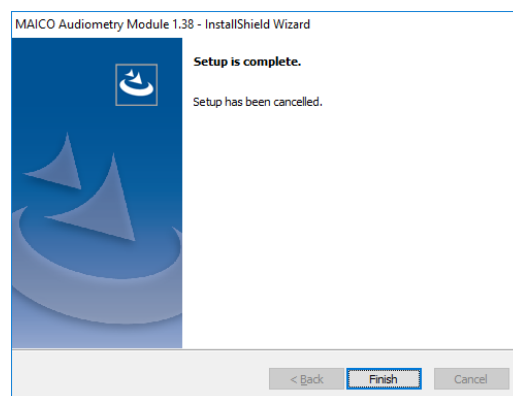 MAICO Audiometry Module 1.38 - InstallShield Wizard
Setup is complete.
Setup has been cancelled.
< Back
Finish
Cancel